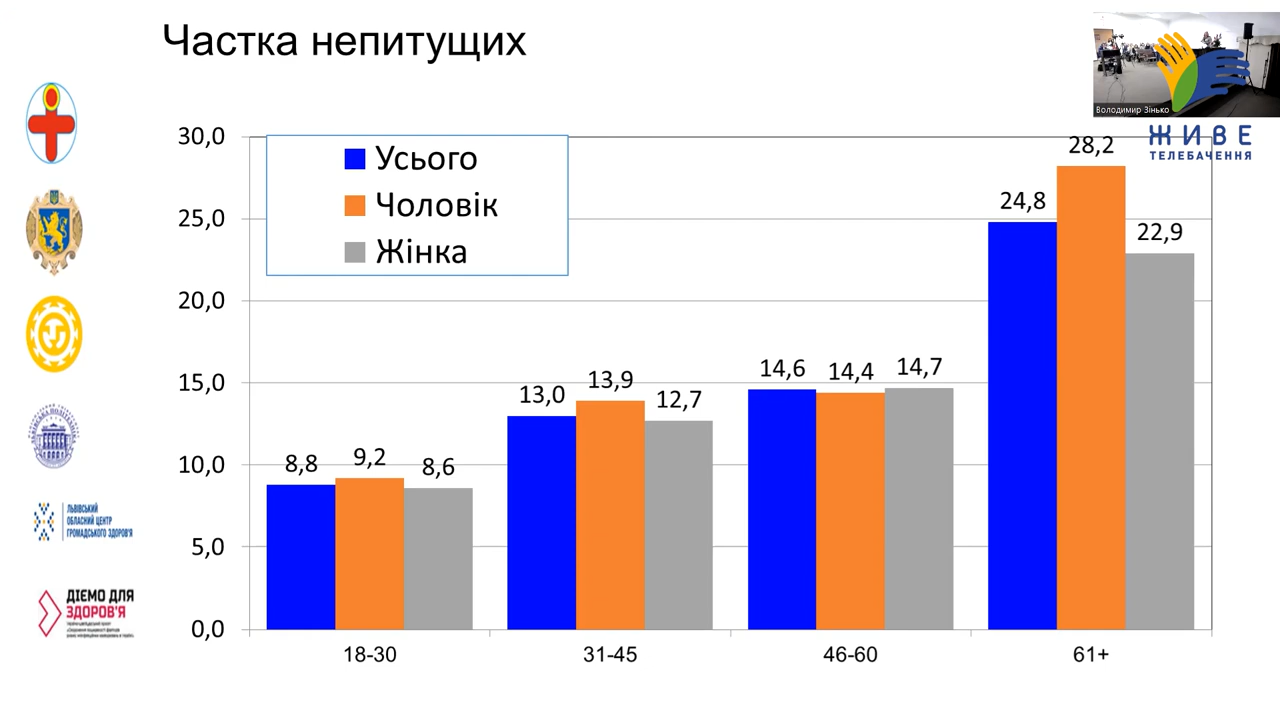 Частка непитущих
Володимир Зінько
ЖИВЕ
ТЕЛЕБАЧЕННЯ
30,0
25,0
20,0
15,0
10,0
5,0
0,0
Усього
Чоловік
Жінка
8,8
9,2
8,6
13,0
13,9
12,7
14,6
14,4
14,7
24,8
28,2
22,9
18-30
31-45
46-60
61+
ЛЬВІВСЬКИЙ
ОБЛАСНИЙ ЦЕНТР
ГРОМАДСЬКОГО ЗДОРОВ'Я
ДІЄМО ДЛЯ
ЗДОРОВ'Я